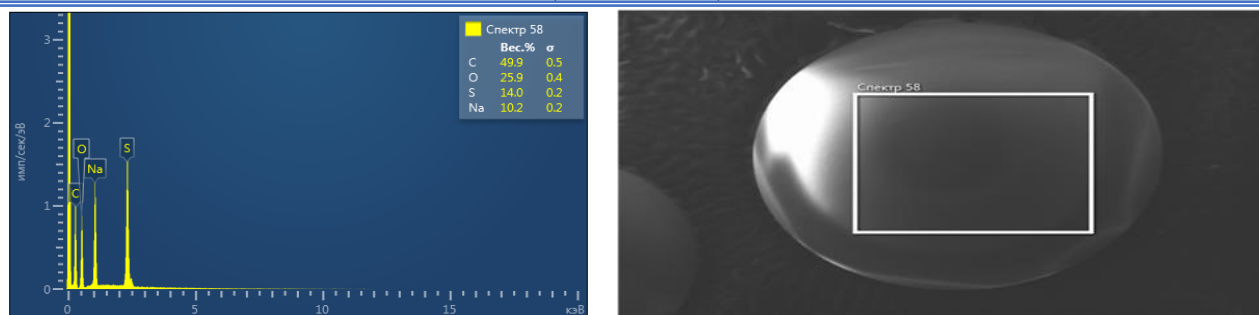 Спектр 58
Вес.% σ
C 49.9 0.5
O 25.9 0.4
S 14.0 0.2
Na 10.2 0.2
имп/сек/эВ
3
2
1
0
O
S
Na
C
0 5 10 15 кэВ
Спектр 58